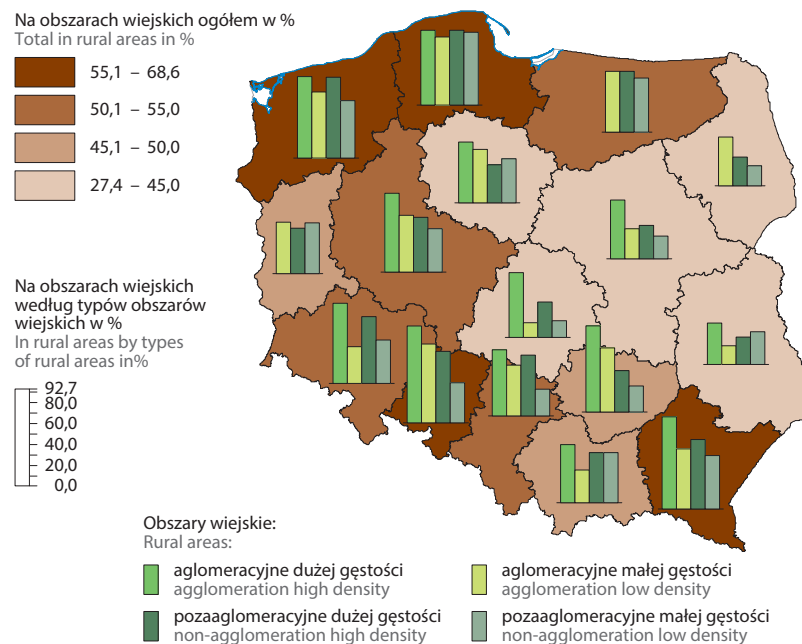 Na obszarach wiejskich ogółem w %
Total in rural areas in %
55,1 – 68,6
50,1 – 55,0
45,1 – 50,0
27,4 – 45,0
Na obszarach wiejskich
według typów obszarów
wiejskich w %
In rural areas by types
of rural areas in%
92,7
80,0
60,0
40,0
20,0
0,0
Obszary wiejskie:
Rural areas:
aglomeracyjne dużej gęstości
agglomeration high density
pozaaglomeracyjne dużej gęstości
non-agglomeration high density
aglomeracyjne małej gęstości
agglomeration low density
pozaaglomeracyjne małej gęstości
non-agglomeration low density